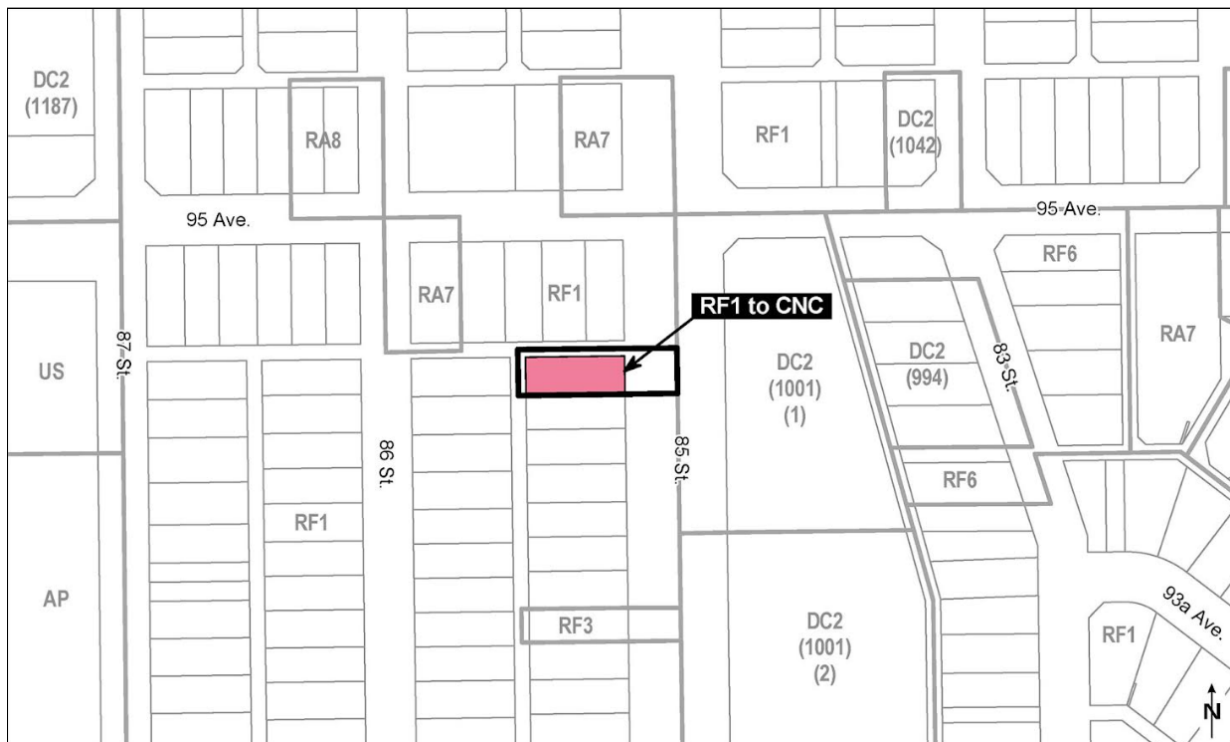 DC2
(1187)
RA8
RA7
RF1
DC2
(1042)
95 Ave.
95 Ave.
RF6
RA7
RF1
RF1 to CNC
RA7
87 St.
US
DC2
(1001)
(1)
DC2
(994)
83 St.
86 St.
85 St.
RF6
RF1
AP
RF3
DC2
(1001)
(2)
93a Ave.
RF1
N